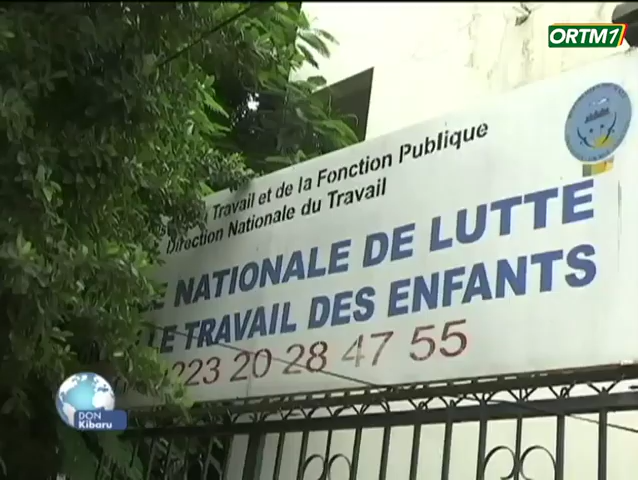 ORTM1
Travail et de la Fonction Publique
Direction Nationale du Travail
NATIONALE DE LUTTE
LE TRAVAIL DES ENFANTS
223 20 28 47 55
DON
Kibaru